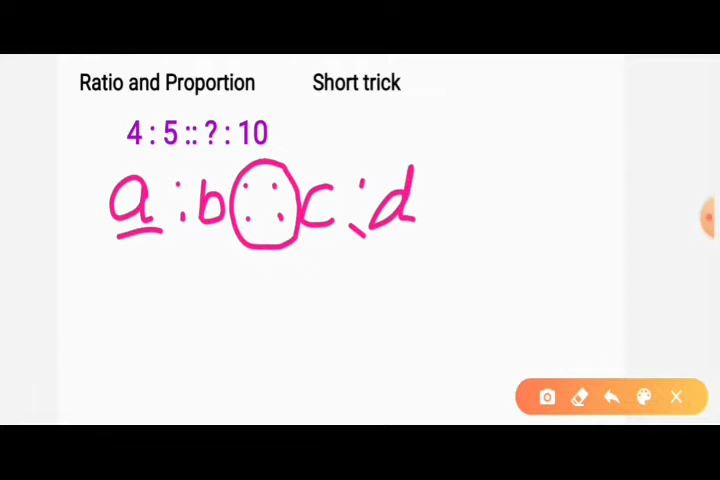 Ratio and Proportion Short trick
4 : 5 :: ? : 10
a : b :: c : d